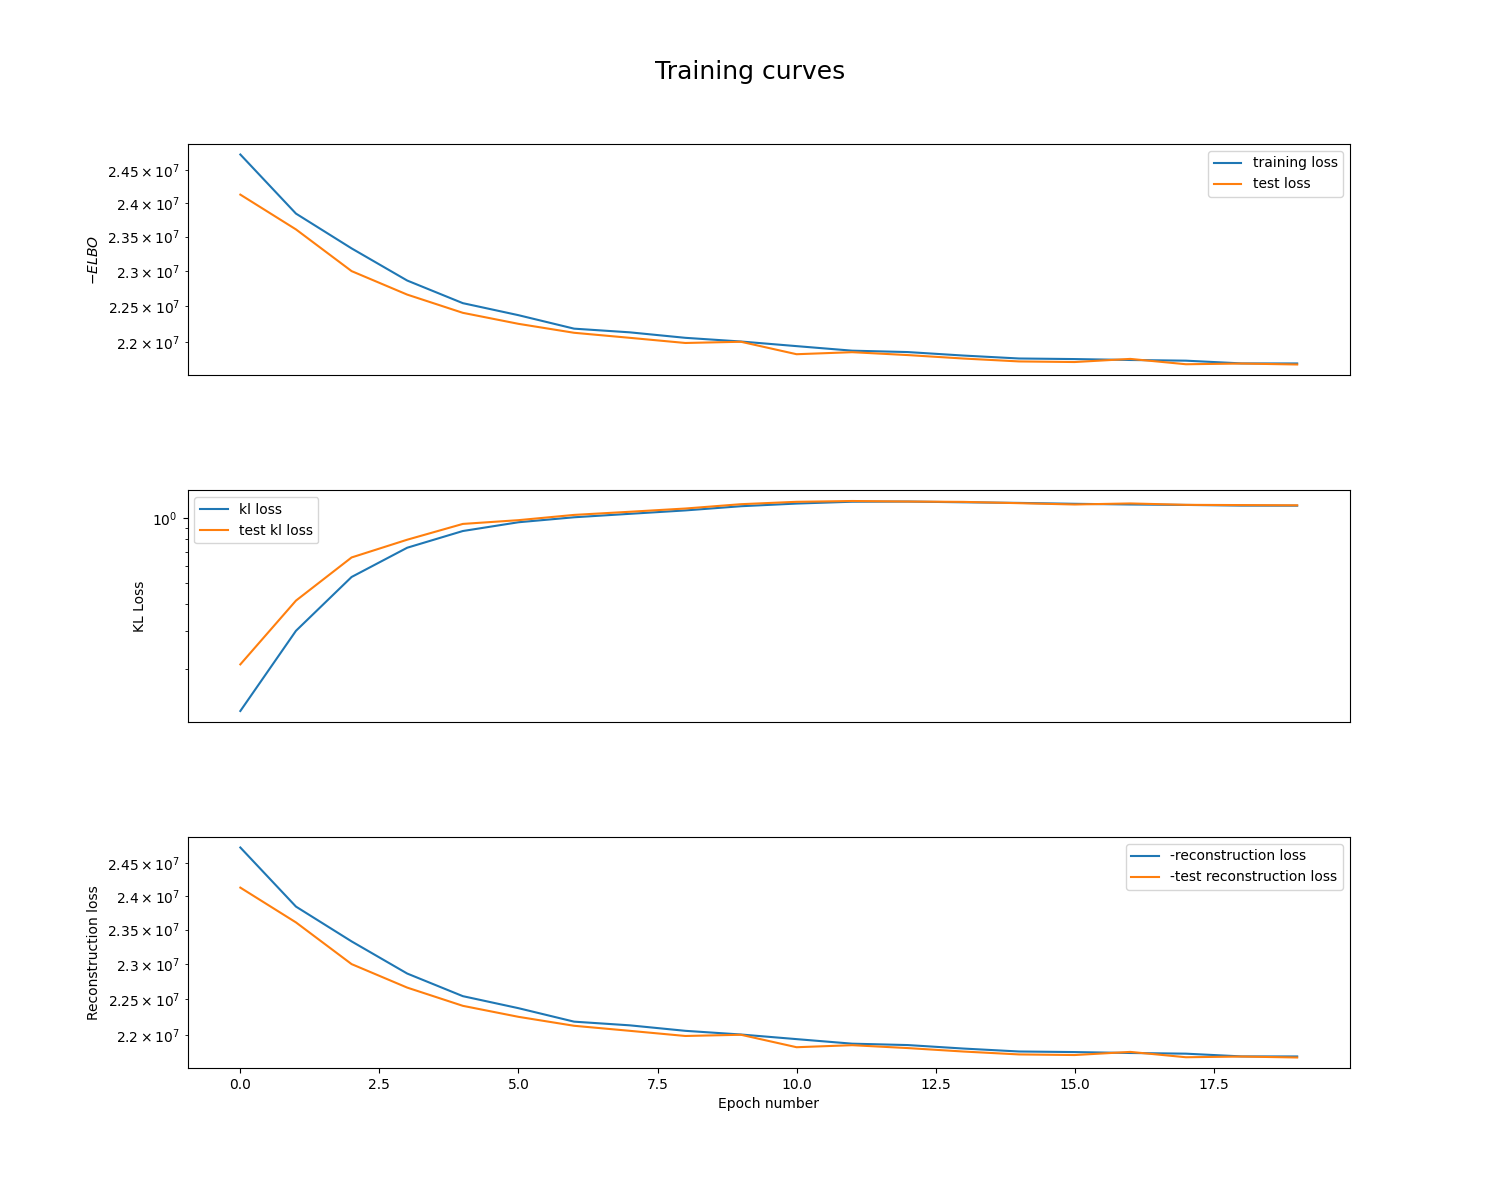 Training curves
training loss
test loss
2.45 × 10⁷
2.4 × 10⁷
2.35 × 10⁷
2.3 × 10⁷
2.25 × 10⁷
2.2 × 10⁷
−ELBO
kl loss
test kl loss
10⁰
KL Loss
-reconstruction loss
-test reconstruction loss
2.45 × 10⁷
2.4 × 10⁷
2.35 × 10⁷
2.3 × 10⁷
2.25 × 10⁷
2.2 × 10⁷
Reconstruction loss
0.0 2.5 5.0 7.5 10.0 12.5 15.0 17.5
Epoch number